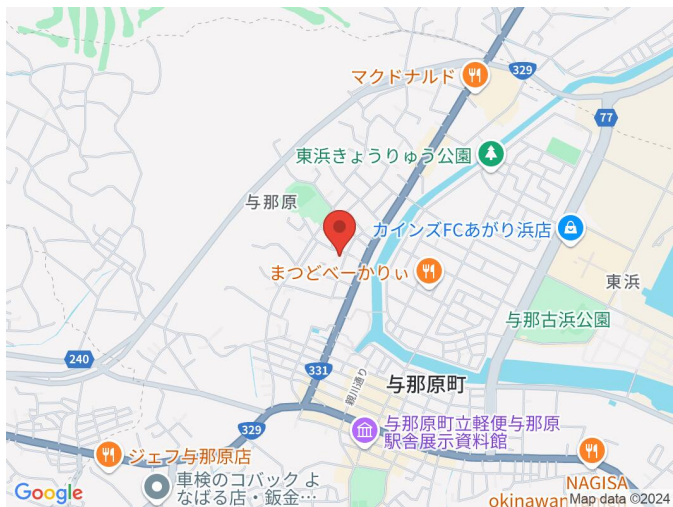 マクドナルド
329
77
東浜きょうりゅう公園
与那原
カインズFCあがり浜店
まつどべーかりぃ
東浜
与那古浜公園
240
331
親川通り
与那原町
329
与那原町立軽便与那原
駅舎展示資料館
ジェフ与那原店
車検のコバック よ
なばる店・鈑金…
NAGISA
Google
Map data ©2024